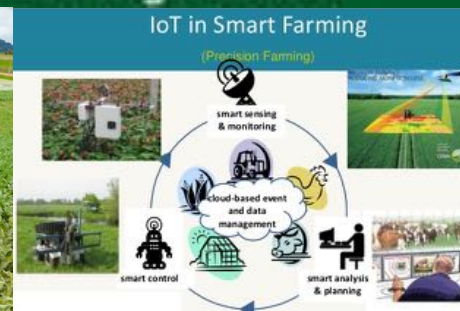 IoT in Smart Farming
(Precision Farming)
smart sensing
& monitoring
cloud-based event
and data
management
smart control
smart analysis
& planning